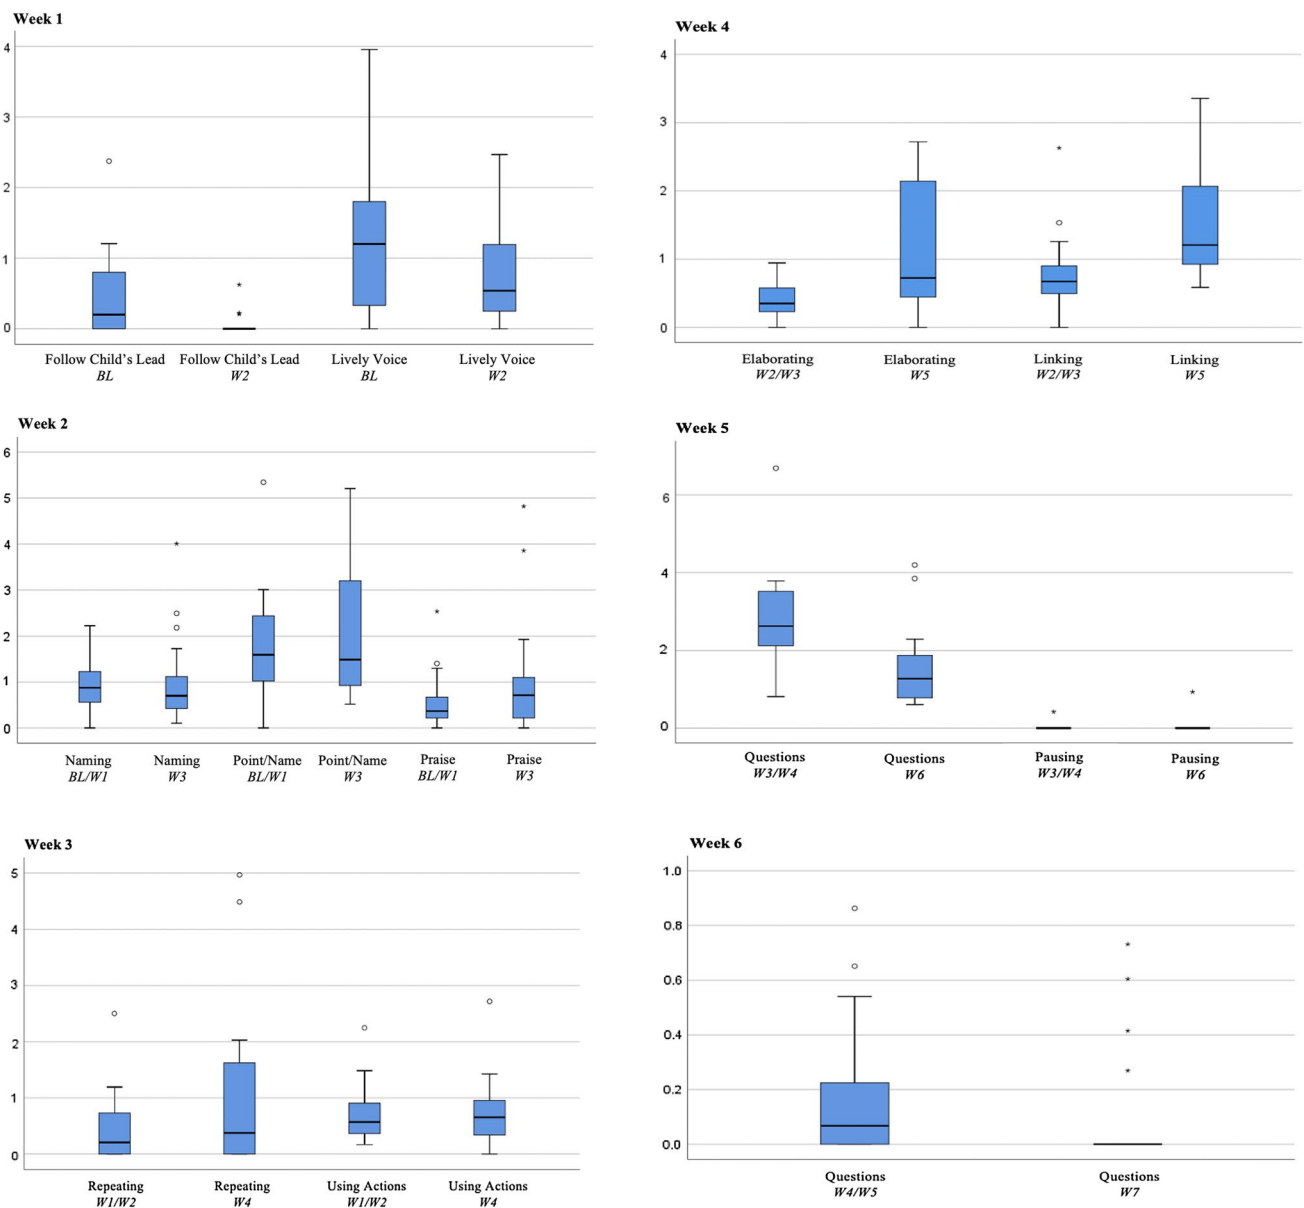 Week 1
4
3
2
1
0
Follow Child's Lead Follow Child's Lead Lively Voice Lively Voice
BL W2 BL W2
Week 4
4
3
2
1
0
Elaborating Elaborating Linking Linking
W2/W3 W5 W2/W3 W5
Week 2
6
5
4
3
2
1
0
Naming Naming Point/Name Point/Name Praise Praise
BL/W1 W3 BL/W1 W3 BL/W1 W3
Week 5
6
4
2
0
Questions Questions Pausing Pausing
W3/W4 W6 W3/W4 W6
Week 3
5
4
3
2
1
0
Repeating Repeating Using Actions Using Actions
W1/W2 W4 W1/W2 W4
Week 6
1.0
0.8
0.6
0.4
0.2
0.0
Questions Questions
W4/W5 W7